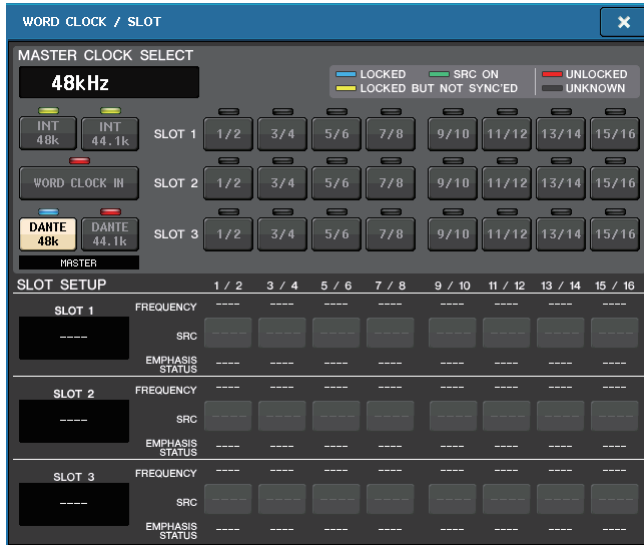 WORD CLOCK / SLOT
MASTER CLOCK SELECT
48kHz
LOCKED SRC ON UNLOCKED
LOCKED BUT NOT SYNC'ED UNKNOWN
INT 48k INT 44.1k SLOT 1 1/2 3/4 5/6 7/8 9/10 11/12 13/14 15/16
WORD CLOCK IN SLOT 2 1/2 3/4 5/6 7/8 9/10 11/12 13/14 15/16
DANTE 48k DANTE 44.1k SLOT 3 1/2 3/4 5/6 7/8 9/10 11/12 13/14 15/16
MASTER
SLOT SETUP 1 / 2 3 / 4 5 / 6 7 / 8 9 / 10 11 / 12 13 / 14 15 / 16
SLOT 1 FREQUENCY ---- ---- ---- ---- ---- ---- ---- ----
---- SRC ---- ---- ---- ---- ---- ---- ---- ----
EMPHASIS STATUS ---- ---- ---- ---- ---- ---- ---- ----
SLOT 2 FREQUENCY ---- ---- ---- ---- ---- ---- ---- ----
---- SRC ---- ---- ---- ---- ---- ---- ---- ----
EMPHASIS STATUS ---- ---- ---- ---- ---- ---- ---- ----
SLOT 3 FREQUENCY ---- ---- ---- ---- ---- ---- ---- ----
---- SRC ---- ---- ---- ---- ---- ---- ---- ----
EMPHASIS STATUS ---- ---- ---- ---- ---- ---- ---- ----